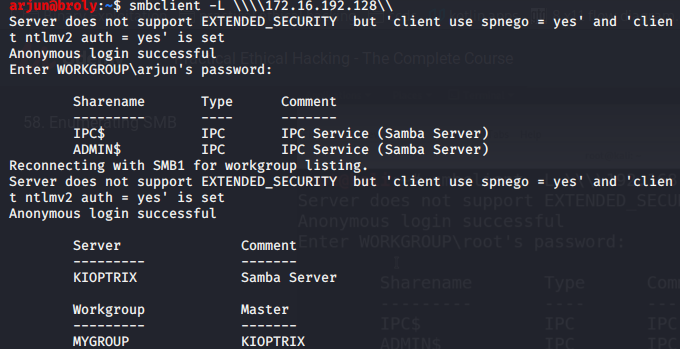 arjun@broly:~$ smbclient -L \\\\172.16.192.128\\
Server does not support EXTENDED_SECURITY  but 'client use spnego = yes' and 'clien
t ntlmv2 auth = yes' is set
Anonymous login successful
Enter WORKGROUP\arjun's password:
al Ethical Hacking - The Complete Course
58. Enumerating SMB
Sharename Type Comment
--------- ---- -------
IPC$ IPC IPC Service (Samba Server)
ADMIN$ IPC IPC Service (Samba Server)
Reconnecting with SMB1 for workgroup listing.
Server does not support EXTENDED_SECURITY  but 'client use spnego = yes' and 'clien
t ntlmv2 auth = yes' is set
Anonymous login successful
Server Comment
--------- -------
KIOPTRIX Samba Server
Workgroup Master
--------- -------
MYGROUP KIOPTRIX
Server does not support EXTENDED_SECU
Anonymous login successful
Enter WORKGROUP\root's password:
Sharename Type Com
--------- ---- ---
IPC$ IPC IPC
ADMIN$ IPC IPC